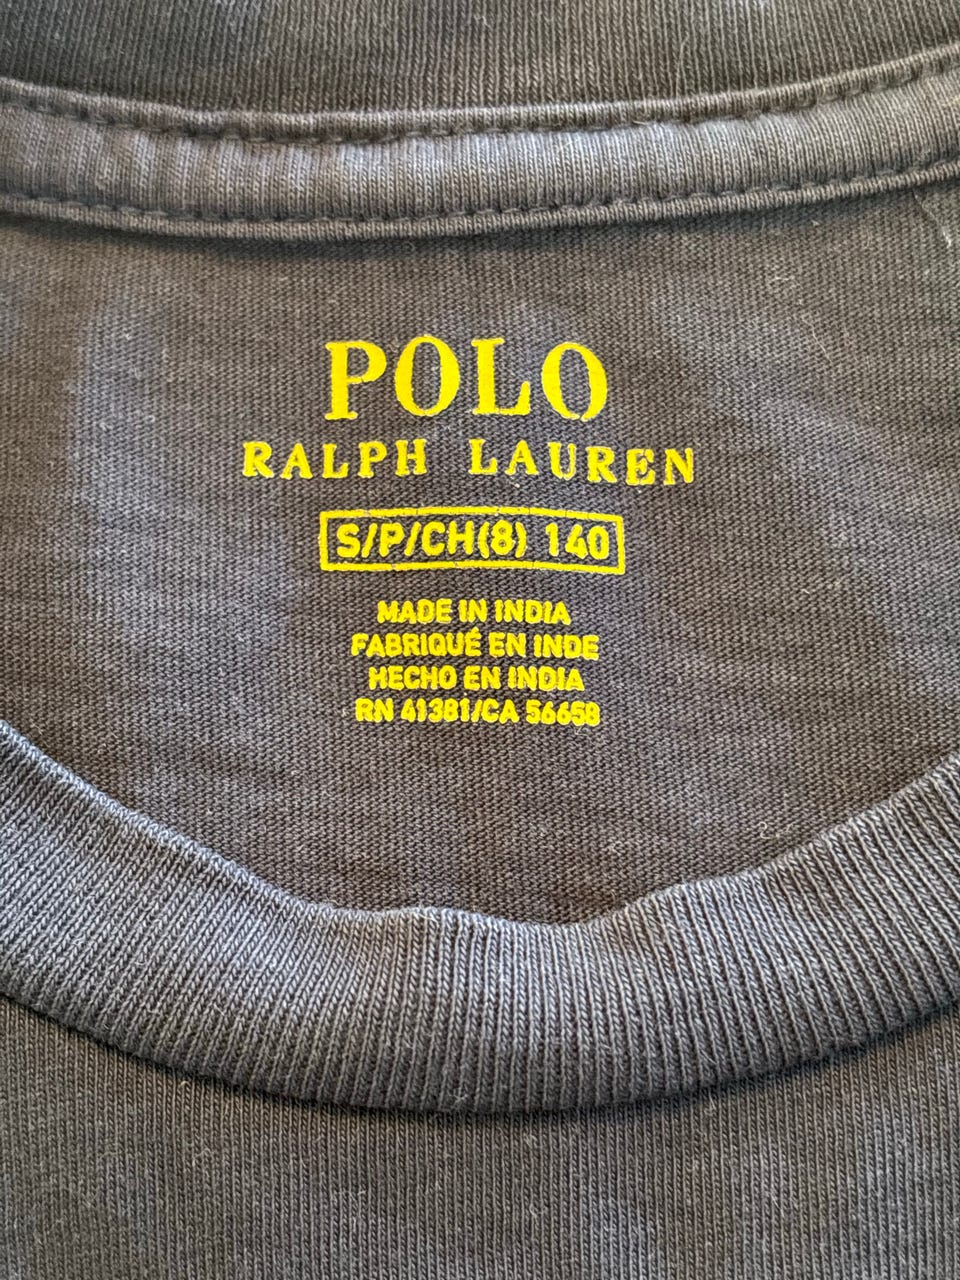 POLO
RALPH LAUREN
S/P/CH(8) 140
MADE IN INDIA
FABRIQUÉ EN INDE
HECHO EN INDIA
RN 41381/CA 56658